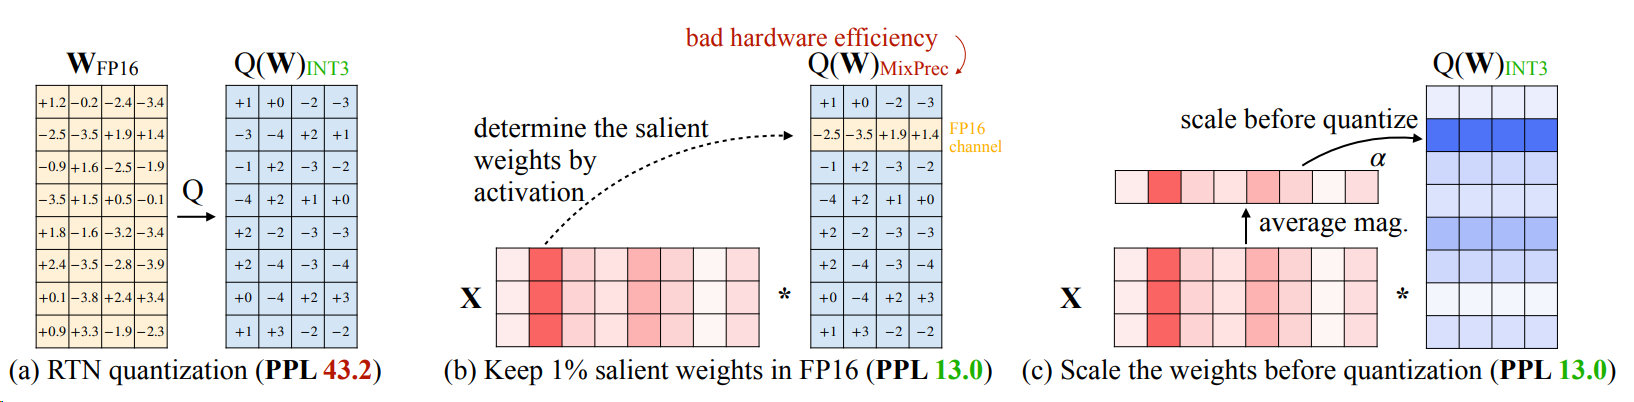 bad hardware efficiency
W_FP16
Q(W)_INT3
Q(W)_MixPrec
Q(W)_INT3
+1.2 −0.2 −2.4 −3.4
−2.5 −3.5 +1.9 +1.4
−0.9 +1.6 −2.5 −1.9
−3.5 +1.5 +0.5 −0.1
+1.8 −1.6 −3.2 −3.4
+2.4 −3.5 −2.8 −3.9
+0.1 −3.8 +2.4 +3.4
+0.9 +3.3 −1.9 −2.3
Q
+1 +0 −2 −3
−3 −4 +2 +1
−1 +2 −3 −2
−4 +2 +1 +0
+2 −2 −3 −3
+2 −4 −3 −4
+0 −4 +2 +3
+1 +3 −2 −2
(a) RTN quantization (PPL 43.2)
determine the salient
weights by
activation
X
*
+1 +0 −2 −3
−2.5 −3.5 +1.9 +1.4
−1 +2 −3 −2
−4 +2 +1 +0
+2 −2 −3 −3
+2 −4 −3 −4
+0 −4 +2 +3
+1 +3 −2 −2
FP16
channel
(b) Keep 1% salient weights in FP16 (PPL 13.0)
scale before quantize
α
average mag.
X
*
(c) Scale the weights before quantization (PPL 13.0)